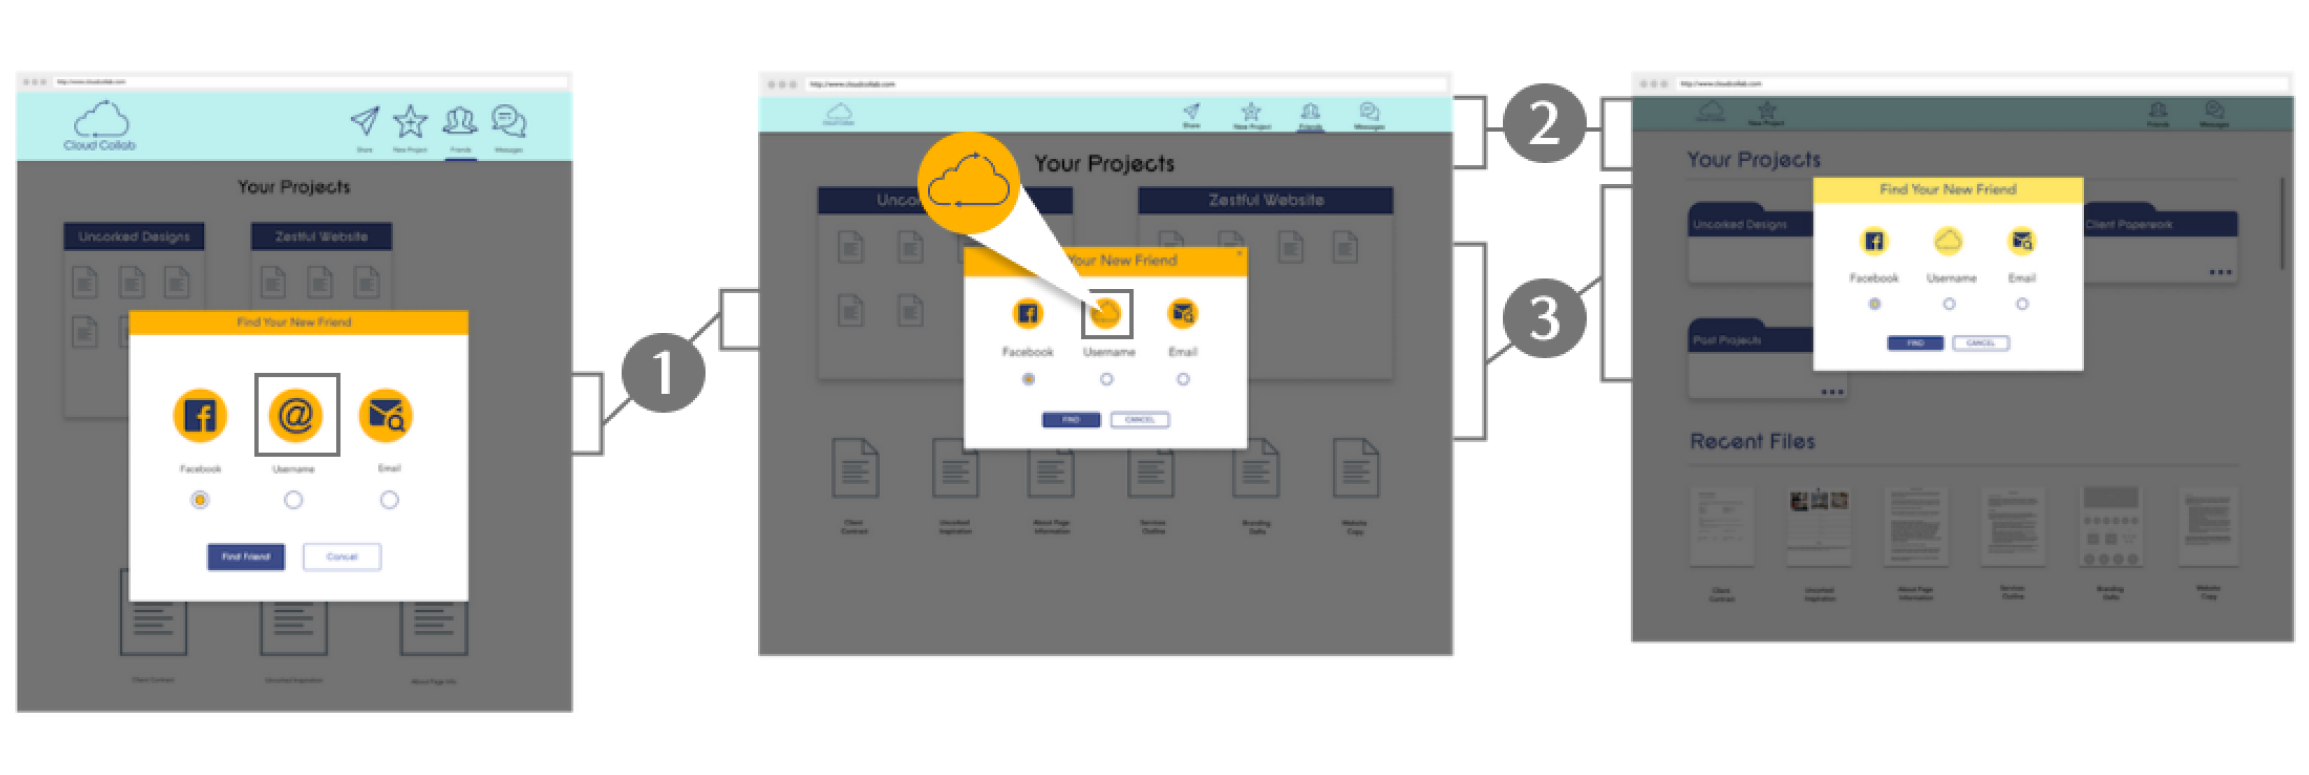 http://www.cloudcollab.com
Cloud Collab
Share
New Project
Friends
Messages
Your Projects
Uncorked Designs
Zestful Website
Find Your New Friend
@
Facebook
Username
Email
Find Friend
Cancel
Client Contract
Uncorked Inspiration
About Page Info
1
http://www.cloudcollab.com
Cloud Collab
Share
New Project
Friends
Messages
Your Projects
Uncor
Zestful Website
Your New Friend
Facebook
Username
Email
FIND
CANCEL
Client
Contract
Uncorked
Inspiration
About Page
Information
Services
Outline
Branding
Website
Copy
2
3
http://www.cloudcollab.com
Cloud Collab
New Project
Friends
Messages
Your Projects
Find Your New Friend
Uncorked Designs
Client Paperwork
Facebook
Username
Email
Past Projects
FIND
CANCEL
Recent Files
Client
Contract
Uncorked
Inspiration
About Page
Information
Services
Outline
Branding
Website
Copy